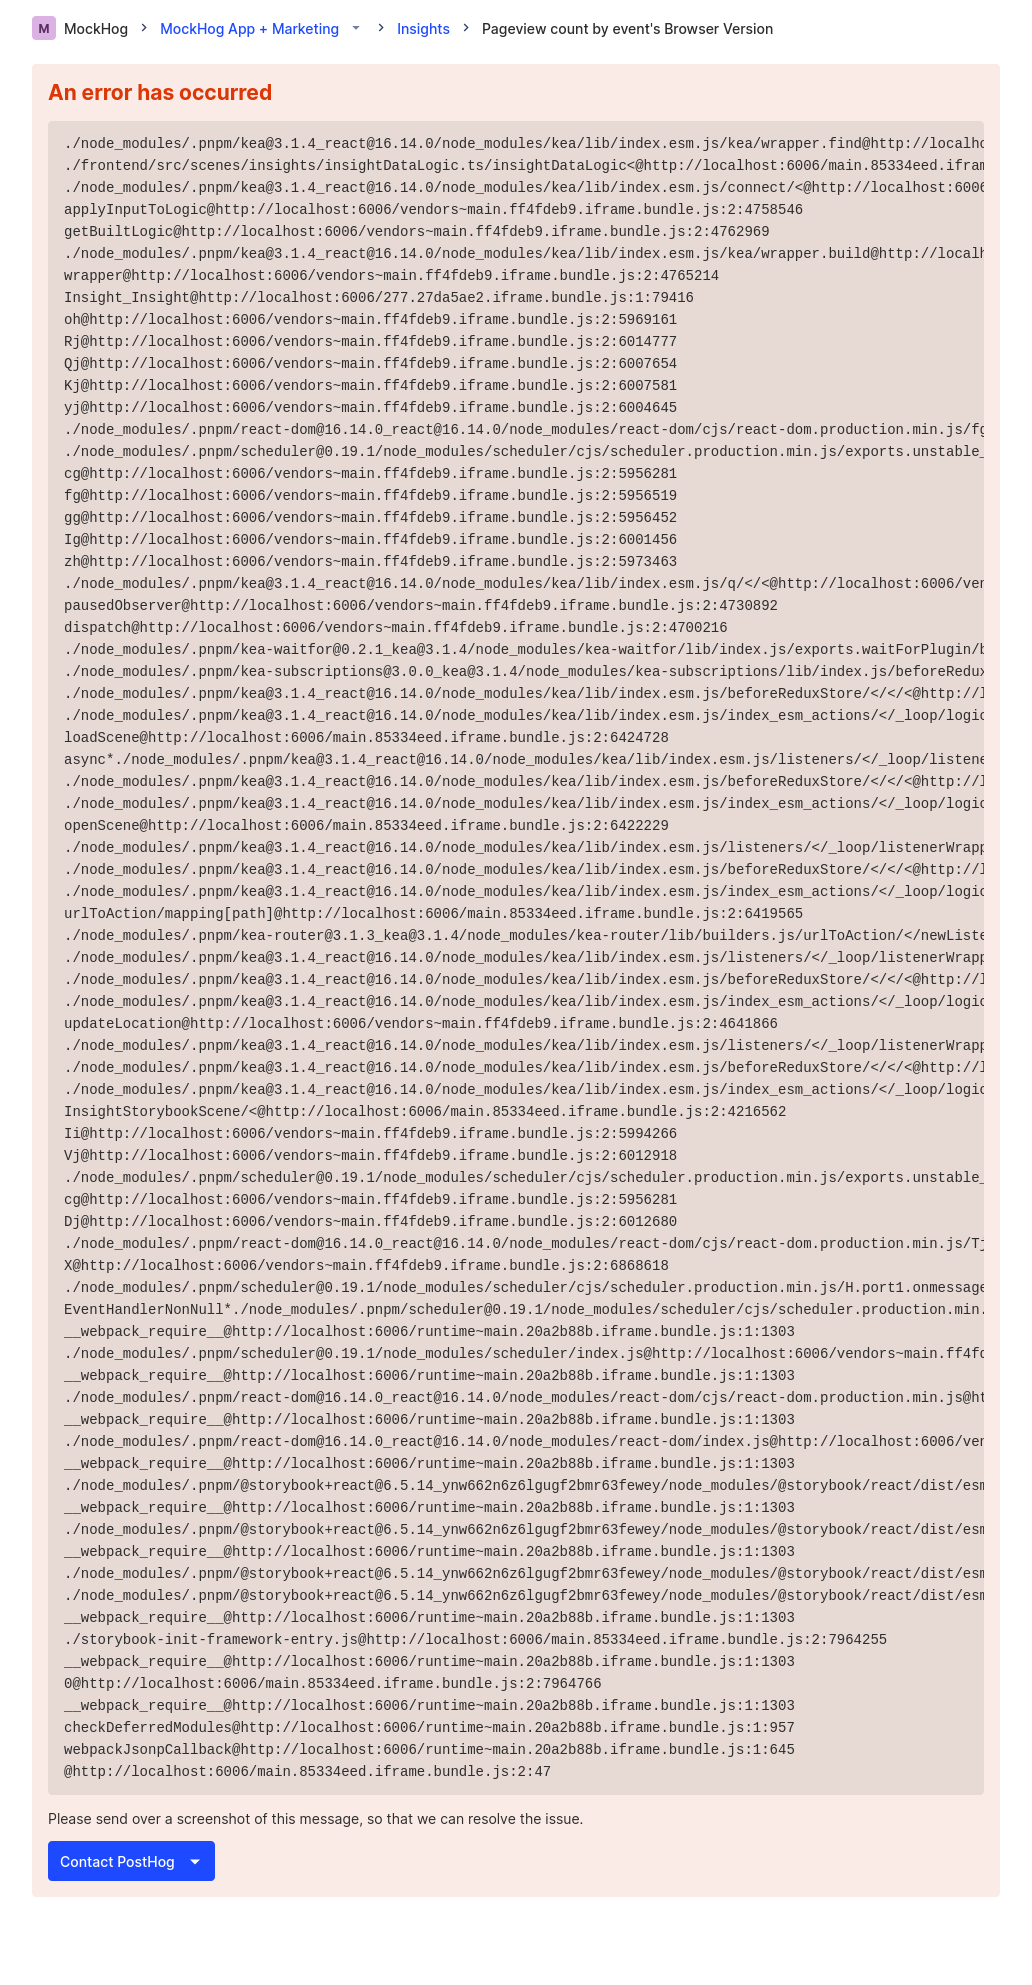 M MockHog > MockHog App + Marketing > Insights > Pageview count by event's Browser Version
An error has occurred
./node_modules/.pnpm/kea@3.1.4_react@16.14.0/node_modules/kea/lib/index.esm.js/kea/wrapper.find@http://localho
./frontend/src/scenes/insights/insightDataLogic.ts/insightDataLogic<@http://localhost:6006/main.85334eed.ifram
./node_modules/.pnpm/kea@3.1.4_react@16.14.0/node_modules/kea/lib/index.esm.js/connect/<@http://localhost:6006
applyInputToLogic@http://localhost:6006/vendors~main.ff4fdeb9.iframe.bundle.js:2:4758546
getBuiltLogic@http://localhost:6006/vendors~main.ff4fdeb9.iframe.bundle.js:2:4762969
./node_modules/.pnpm/kea@3.1.4_react@16.14.0/node_modules/kea/lib/index.esm.js/kea/wrapper.build@http://localh
wrapper@http://localhost:6006/vendors~main.ff4fdeb9.iframe.bundle.js:2:4765214
Insight_Insight@http://localhost:6006/277.27da5ae2.iframe.bundle.js:1:79416
oh@http://localhost:6006/vendors~main.ff4fdeb9.iframe.bundle.js:2:5969161
Rj@http://localhost:6006/vendors~main.ff4fdeb9.iframe.bundle.js:2:6014777
Qj@http://localhost:6006/vendors~main.ff4fdeb9.iframe.bundle.js:2:6007654
Kj@http://localhost:6006/vendors~main.ff4fdeb9.iframe.bundle.js:2:6007581
yj@http://localhost:6006/vendors~main.ff4fdeb9.iframe.bundle.js:2:6004645
./node_modules/.pnpm/react-dom@16.14.0_react@16.14.0/node_modules/react-dom/cjs/react-dom.production.min.js/fg
./node_modules/.pnpm/scheduler@0.19.1/node_modules/scheduler/cjs/scheduler.production.min.js/exports.unstable_
cg@http://localhost:6006/vendors~main.ff4fdeb9.iframe.bundle.js:2:5956281
fg@http://localhost:6006/vendors~main.ff4fdeb9.iframe.bundle.js:2:5956519
gg@http://localhost:6006/vendors~main.ff4fdeb9.iframe.bundle.js:2:5956452
Ig@http://localhost:6006/vendors~main.ff4fdeb9.iframe.bundle.js:2:6001456
zh@http://localhost:6006/vendors~main.ff4fdeb9.iframe.bundle.js:2:5973463
./node_modules/.pnpm/kea@3.1.4_react@16.14.0/node_modules/kea/lib/index.esm.js/q/</<@http://localhost:6006/ven
pausedObserver@http://localhost:6006/vendors~main.ff4fdeb9.iframe.bundle.js:2:4730892
dispatch@http://localhost:6006/vendors~main.ff4fdeb9.iframe.bundle.js:2:4700216
./node_modules/.pnpm/kea-waitfor@0.2.1_kea@3.1.4/node_modules/kea-waitfor/lib/index.js/exports.waitForPlugin/b
./node_modules/.pnpm/kea-subscriptions@3.0.0_kea@3.1.4/node_modules/kea-subscriptions/lib/index.js/beforeRedux
./node_modules/.pnpm/kea@3.1.4_react@16.14.0/node_modules/kea/lib/index.esm.js/beforeReduxStore/</</<@http://l
./node_modules/.pnpm/kea@3.1.4_react@16.14.0/node_modules/kea/lib/index.esm.js/index_esm_actions/</_loop/logic
loadScene@http://localhost:6006/main.85334eed.iframe.bundle.js:2:6424728
async*./node_modules/.pnpm/kea@3.1.4_react@16.14.0/node_modules/kea/lib/index.esm.js/listeners/</_loop/listene
./node_modules/.pnpm/kea@3.1.4_react@16.14.0/node_modules/kea/lib/index.esm.js/beforeReduxStore/</</<@http://l
./node_modules/.pnpm/kea@3.1.4_react@16.14.0/node_modules/kea/lib/index.esm.js/index_esm_actions/</_loop/logic
openScene@http://localhost:6006/main.85334eed.iframe.bundle.js:2:6422229
./node_modules/.pnpm/kea@3.1.4_react@16.14.0/node_modules/kea/lib/index.esm.js/listeners/</_loop/listenerWrapp
./node_modules/.pnpm/kea@3.1.4_react@16.14.0/node_modules/kea/lib/index.esm.js/beforeReduxStore/</</<@http://l
./node_modules/.pnpm/kea@3.1.4_react@16.14.0/node_modules/kea/lib/index.esm.js/index_esm_actions/</_loop/logic
urlToAction/mapping[path]@http://localhost:6006/main.85334eed.iframe.bundle.js:2:6419565
./node_modules/.pnpm/kea-router@3.1.3_kea@3.1.4/node_modules/kea-router/lib/builders.js/urlToAction/</newListe
./node_modules/.pnpm/kea@3.1.4_react@16.14.0/node_modules/kea/lib/index.esm.js/listeners/</_loop/listenerWrapp
./node_modules/.pnpm/kea@3.1.4_react@16.14.0/node_modules/kea/lib/index.esm.js/beforeReduxStore/</</<@http://l
./node_modules/.pnpm/kea@3.1.4_react@16.14.0/node_modules/kea/lib/index.esm.js/index_esm_actions/</_loop/logic
updateLocation@http://localhost:6006/vendors~main.ff4fdeb9.iframe.bundle.js:2:4641866
./node_modules/.pnpm/kea@3.1.4_react@16.14.0/node_modules/kea/lib/index.esm.js/listeners/</_loop/listenerWrapp
./node_modules/.pnpm/kea@3.1.4_react@16.14.0/node_modules/kea/lib/index.esm.js/beforeReduxStore/</</<@http://l
./node_modules/.pnpm/kea@3.1.4_react@16.14.0/node_modules/kea/lib/index.esm.js/index_esm_actions/</_loop/logic
InsightStorybookScene/<@http://localhost:6006/main.85334eed.iframe.bundle.js:2:4216562
Ii@http://localhost:6006/vendors~main.ff4fdeb9.iframe.bundle.js:2:5994266
Vj@http://localhost:6006/vendors~main.ff4fdeb9.iframe.bundle.js:2:6012918
./node_modules/.pnpm/scheduler@0.19.1/node_modules/scheduler/cjs/scheduler.production.min.js/exports.unstable_
cg@http://localhost:6006/vendors~main.ff4fdeb9.iframe.bundle.js:2:5956281
Dj@http://localhost:6006/vendors~main.ff4fdeb9.iframe.bundle.js:2:6012680
./node_modules/.pnpm/react-dom@16.14.0_react@16.14.0/node_modules/react-dom/cjs/react-dom.production.min.js/Tj
X@http://localhost:6006/vendors~main.ff4fdeb9.iframe.bundle.js:2:6868618
./node_modules/.pnpm/scheduler@0.19.1/node_modules/scheduler/cjs/scheduler.production.min.js/H.port1.onmessage
EventHandlerNonNull*./node_modules/.pnpm/scheduler@0.19.1/node_modules/scheduler/cjs/scheduler.production.min.
__webpack_require__@http://localhost:6006/runtime~main.20a2b88b.iframe.bundle.js:1:1303
./node_modules/.pnpm/scheduler@0.19.1/node_modules/scheduler/index.js@http://localhost:6006/vendors~main.ff4fd
__webpack_require__@http://localhost:6006/runtime~main.20a2b88b.iframe.bundle.js:1:1303
./node_modules/.pnpm/react-dom@16.14.0_react@16.14.0/node_modules/react-dom/cjs/react-dom.production.min.js@ht
__webpack_require__@http://localhost:6006/runtime~main.20a2b88b.iframe.bundle.js:1:1303
./node_modules/.pnpm/react-dom@16.14.0_react@16.14.0/node_modules/react-dom/index.js@http://localhost:6006/ven
__webpack_require__@http://localhost:6006/runtime~main.20a2b88b.iframe.bundle.js:1:1303
./node_modules/.pnpm/@storybook+react@6.5.14_ynw662n6z6lgugf2bmr63fewey/node_modules/@storybook/react/dist/esm
__webpack_require__@http://localhost:6006/runtime~main.20a2b88b.iframe.bundle.js:1:1303
./node_modules/.pnpm/@storybook+react@6.5.14_ynw662n6z6lgugf2bmr63fewey/node_modules/@storybook/react/dist/esm
__webpack_require__@http://localhost:6006/runtime~main.20a2b88b.iframe.bundle.js:1:1303
./node_modules/.pnpm/@storybook+react@6.5.14_ynw662n6z6lgugf2bmr63fewey/node_modules/@storybook/react/dist/esm
./node_modules/.pnpm/@storybook+react@6.5.14_ynw662n6z6lgugf2bmr63fewey/node_modules/@storybook/react/dist/esm
__webpack_require__@http://localhost:6006/runtime~main.20a2b88b.iframe.bundle.js:1:1303
./storybook-init-framework-entry.js@http://localhost:6006/main.85334eed.iframe.bundle.js:2:7964255
__webpack_require__@http://localhost:6006/runtime~main.20a2b88b.iframe.bundle.js:1:1303
0@http://localhost:6006/main.85334eed.iframe.bundle.js:2:7964766
__webpack_require__@http://localhost:6006/runtime~main.20a2b88b.iframe.bundle.js:1:1303
checkDeferredModules@http://localhost:6006/runtime~main.20a2b88b.iframe.bundle.js:1:957
webpackJsonpCallback@http://localhost:6006/runtime~main.20a2b88b.iframe.bundle.js:1:645
@http://localhost:6006/main.85334eed.iframe.bundle.js:2:47
Please send over a screenshot of this message, so that we can resolve the issue.
Contact PostHog